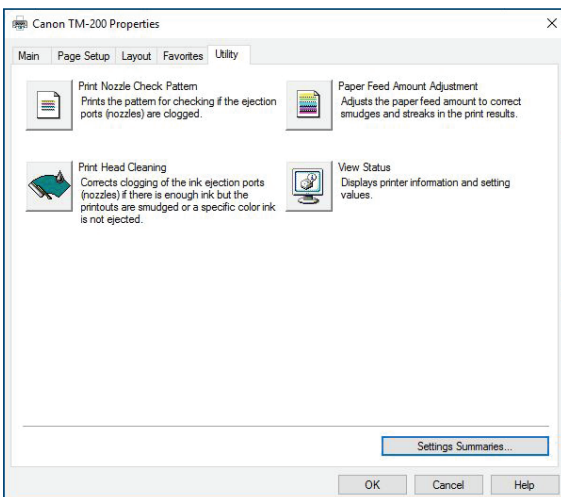 Canon TM-200 Properties
Main Page Setup Layout Favorites Utility
Print Nozzle Check Pattern
Prints the pattern for checking if the ejection
ports (nozzles) are clogged.
Paper Feed Amount Adjustment
Adjusts the paper feed amount to correct
smudges and streaks in the print results.
Print Head Cleaning
Corrects clogging of the ink ejection ports
(nozzles) if there is enough ink but the
printouts are smudged or a specific color ink
is not ejected.
View Status
Displays printer information and setting
values.
Settings Summaries...
OK Cancel Help